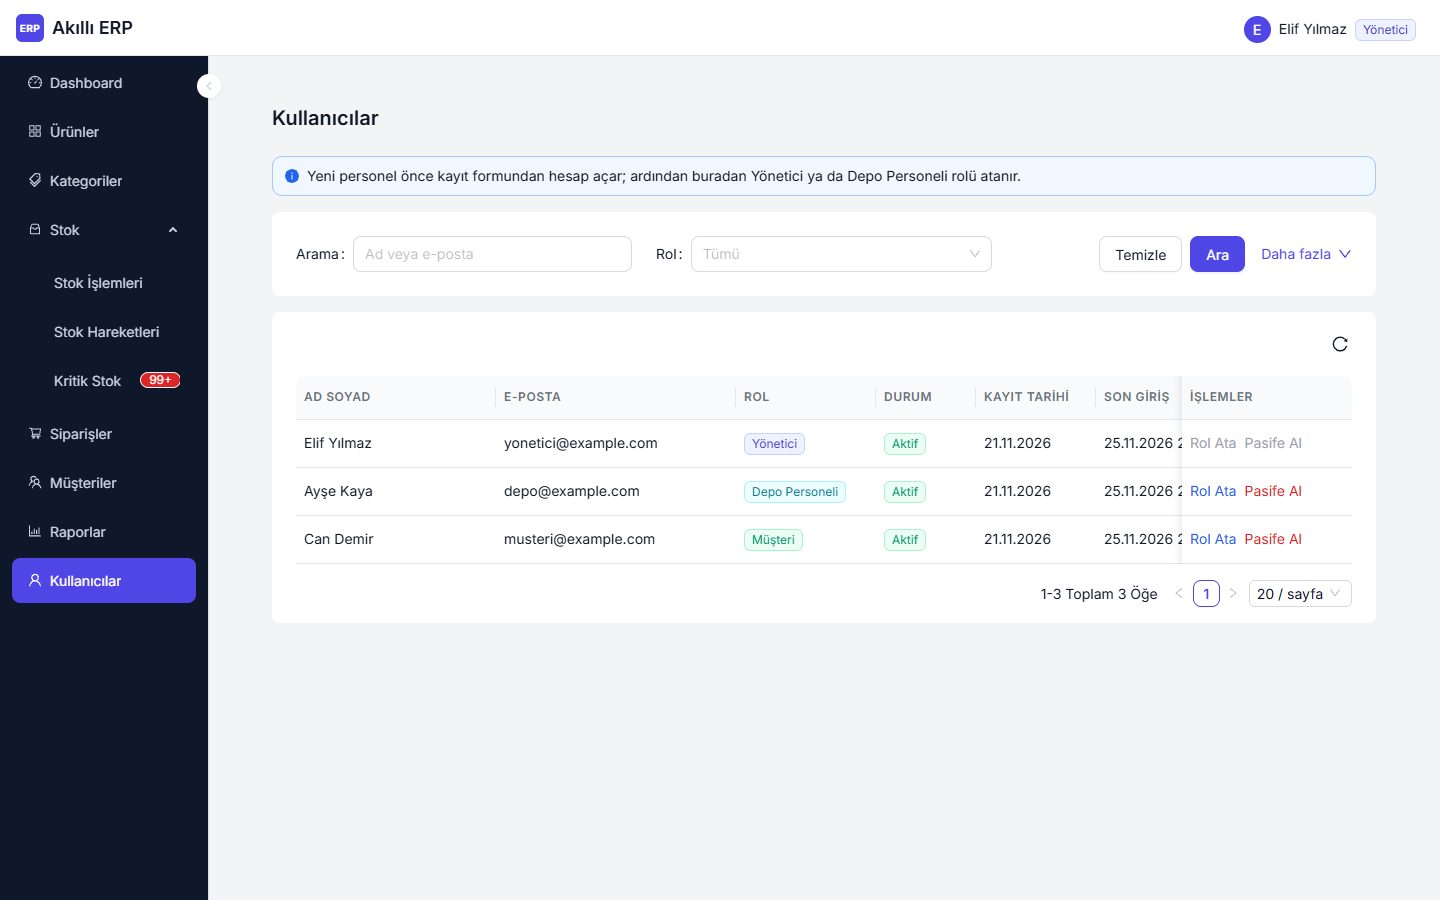 ERP Akıllı ERP
E Elif Yılmaz Yönetici
Dashboard
Ürünler
Kategoriler
Stok
Stok İşlemleri
Stok Hareketleri
Kritik Stok 99+
Siparişler
Müşteriler
Raporlar
Kullanıcılar
Kullanıcılar
Yeni personel önce kayıt formundan hesap açar; ardından buradan Yönetici ya da Depo Personeli rolü atanır.
Arama: Ad veya e-posta Rol: Tümü Temizle Ara Daha fazla
AD SOYAD E-POSTA ROL DURUM KAYIT TARİHİ SON GİRİŞ İŞLEMLER
Elif Yılmaz yonetici@example.com Yönetici Aktif 21.11.2026 25.11.2026 Rol Ata Pasife Al
Ayşe Kaya depo@example.com Depo Personeli Aktif 21.11.2026 25.11.2026 Rol Ata Pasife Al
Can Demir musteri@example.com Müşteri Aktif 21.11.2026 25.11.2026 Rol Ata Pasife Al
1-3 Toplam 3 Öğe 1 20 / sayfa